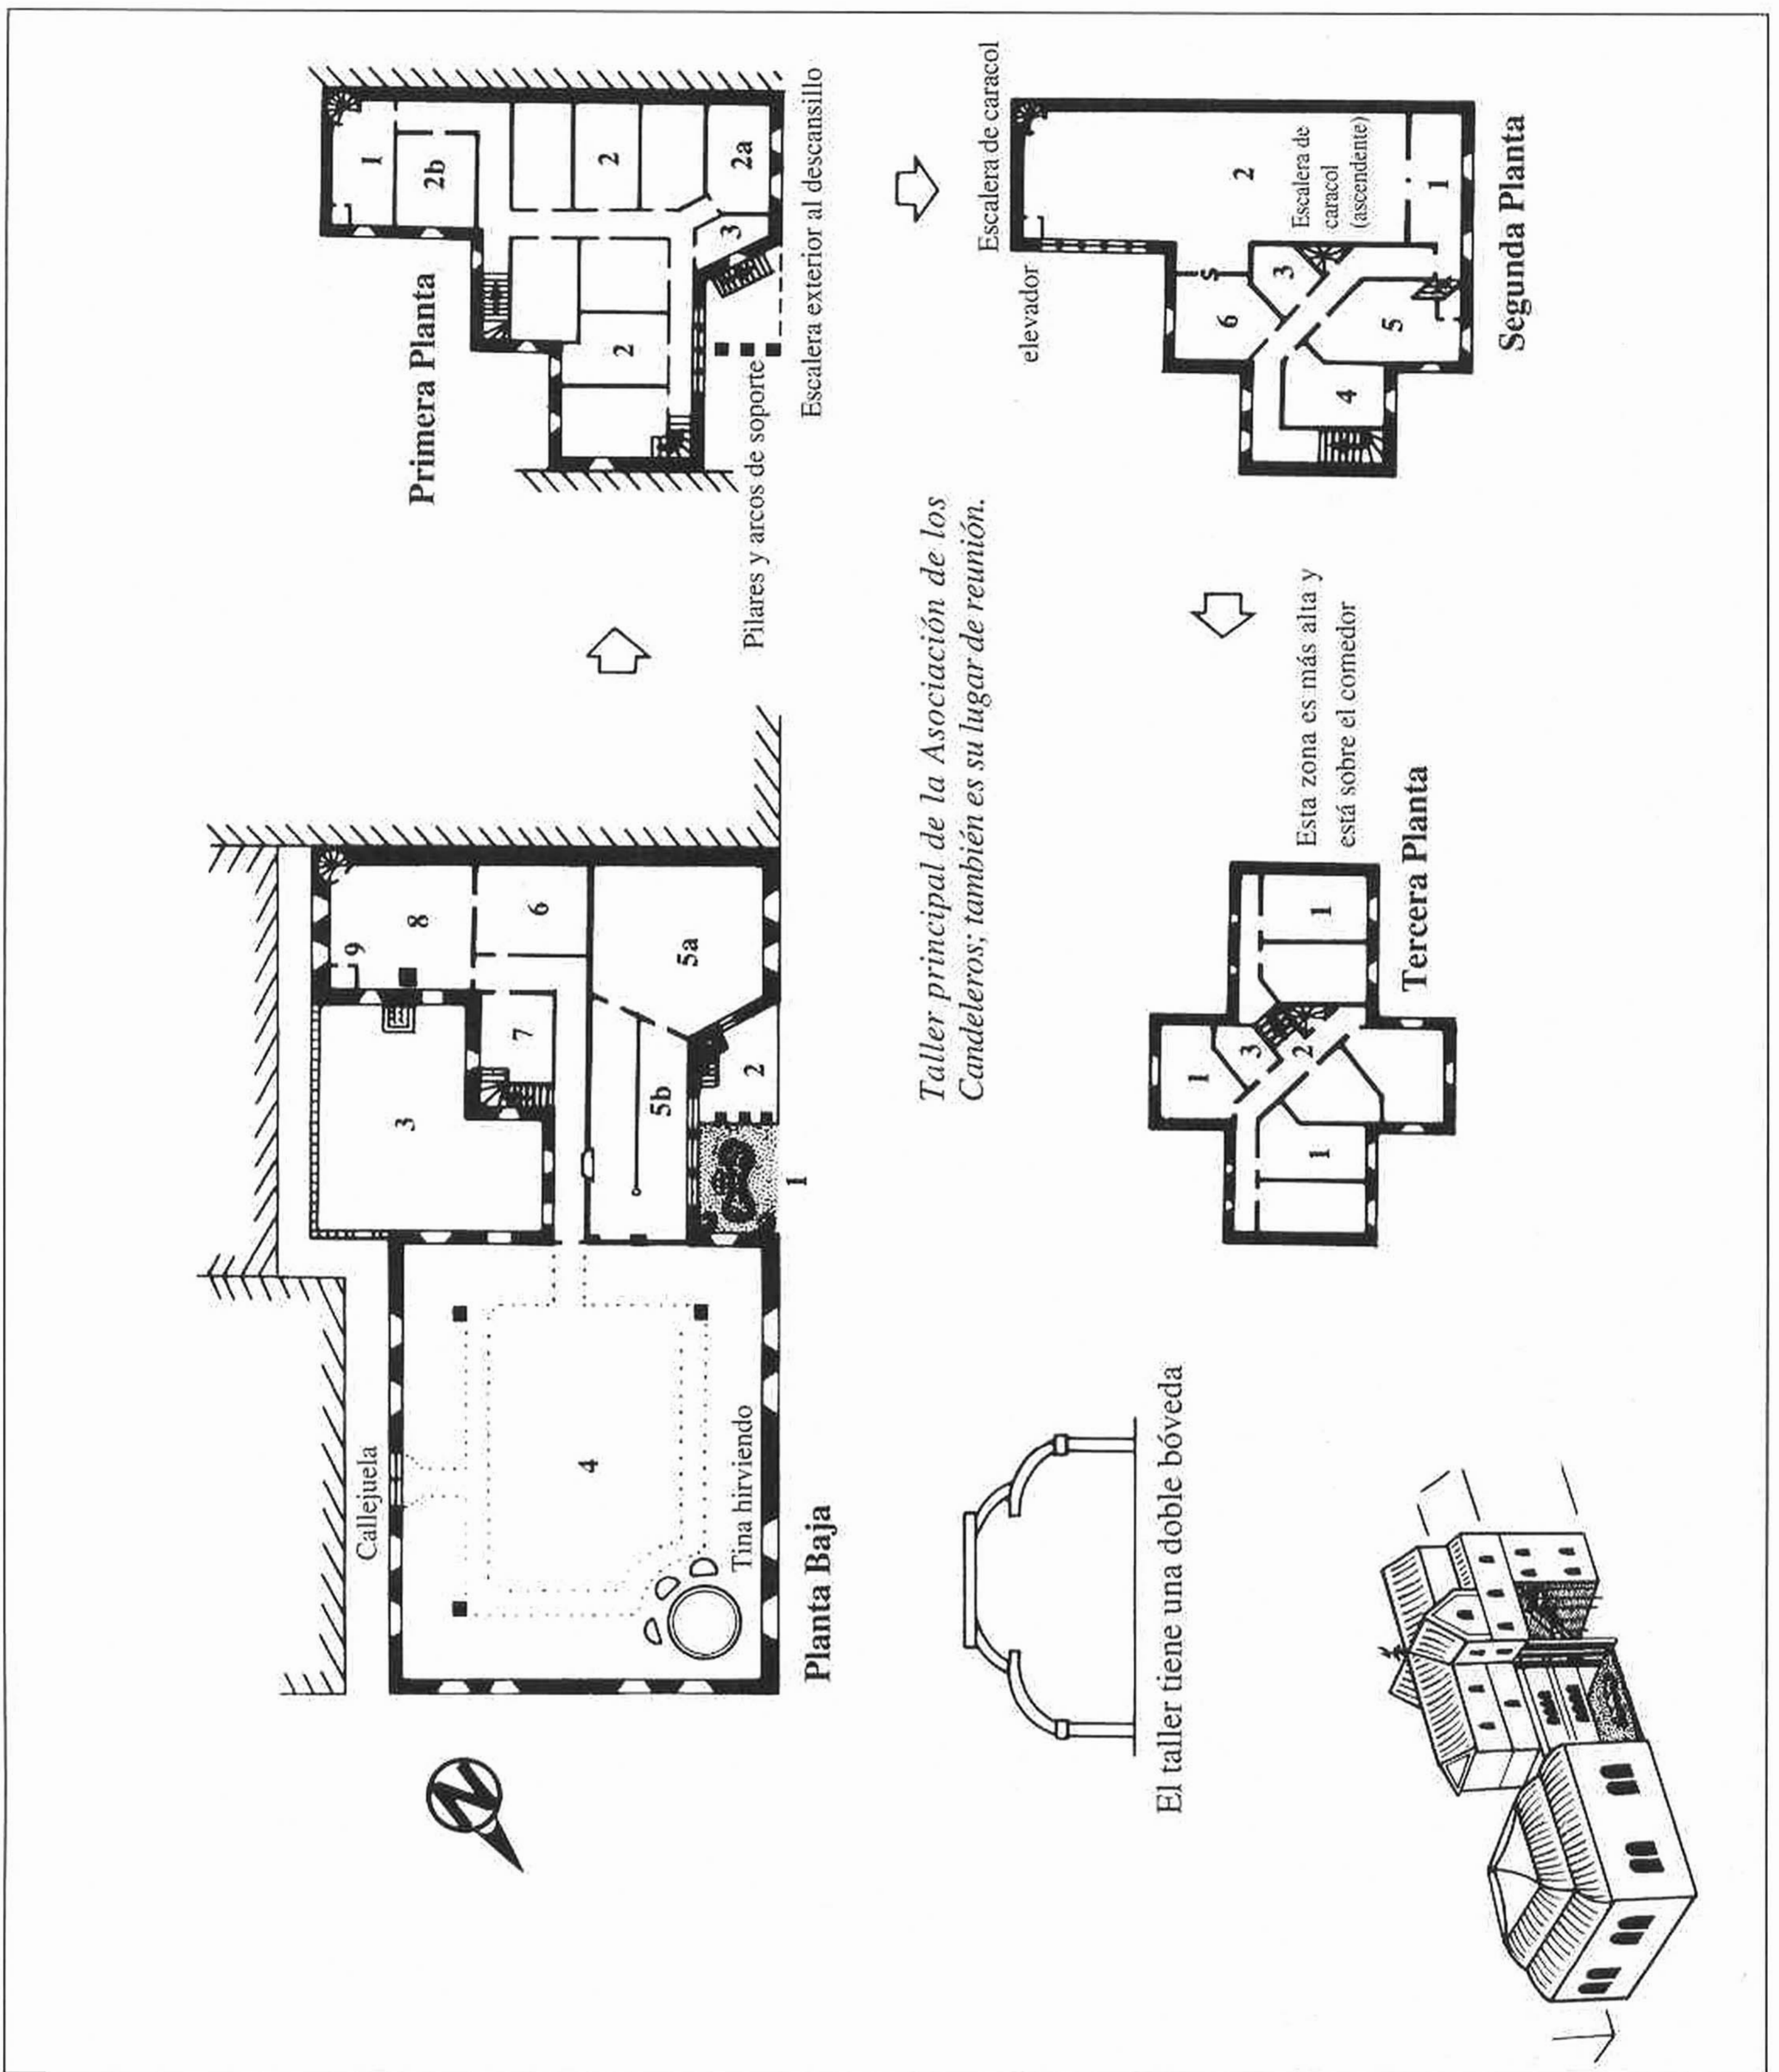 N
Callejuela
9
3
8
7
6
4
5b
5a
Tina hirviendo
2
1
Planta Baja
1
Primera Planta
2b
2
2
3
2a
Pilares y arcos de soporte
Escalera exterior al descansillo
Taller principal de la Asociación de los
Candeleros; también es su lugar de reunión.
Escalera de caracol
elevador
6
S
2
3
Escalera de
caracol
(ascendente)
4
5
1
Segunda Planta
El taller tiene una doble bóveda
1
3
2
1
1
Esta zona es más alta y
está sobre el comedor
Tercera Planta